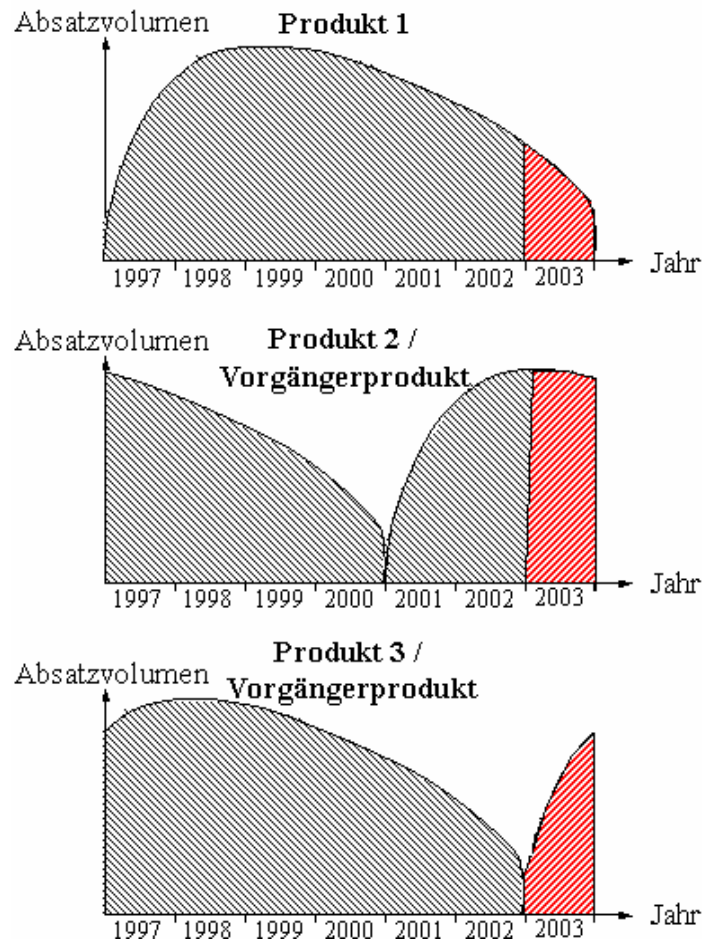 Produkt 1
Absatzvolumen
Jahr
1997 1998 1999 2000 2001 2002 2003
Produkt 2 /
Vorgängerprodukt
Absatzvolumen
Jahr
1997 1998 1999 2000 2001 2002 2003
Produkt 3 /
Vorgängerprodukt
Absatzvolumen
Jahr
1997 1998 1999 2000 2001 2002 2003